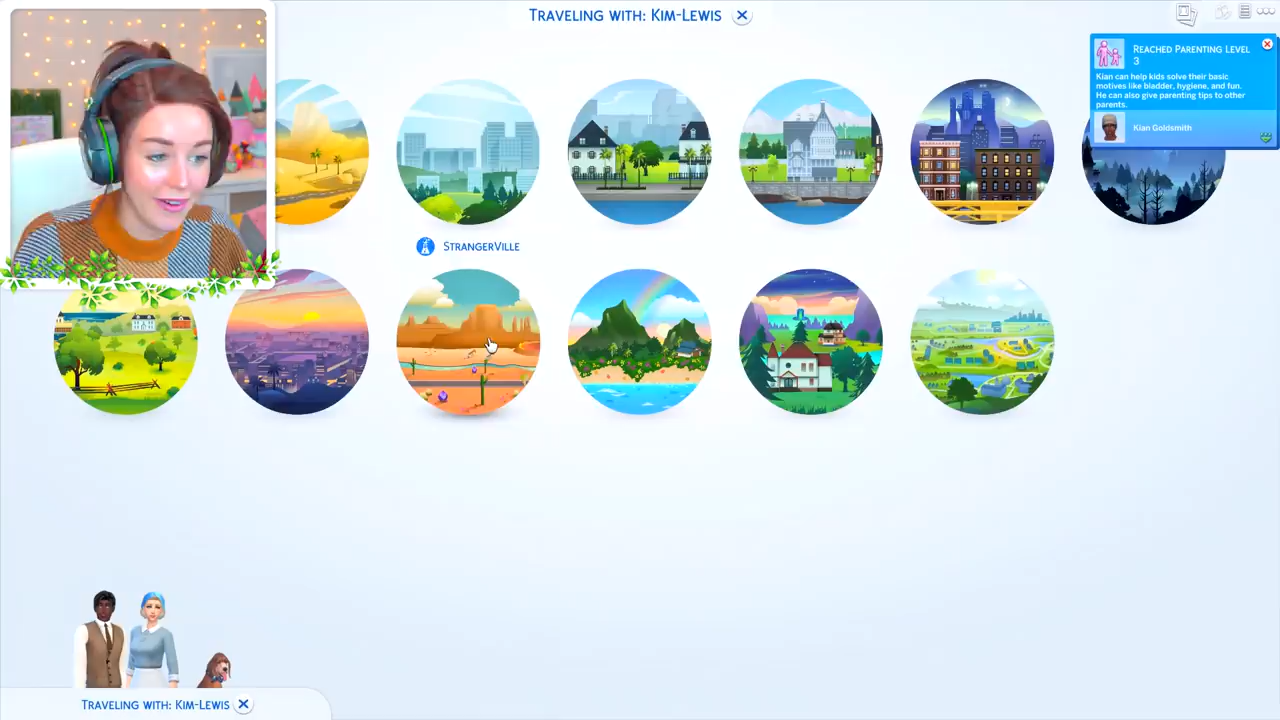 Traveling with: Kim-Lewis
Reached Parenting Level
3
Kian can help kids solve their basic
motives like bladder, hygiene, and fun.
He can also give parenting tips to other
parents.
Kian Goldsmith
StrangerVille
Traveling with: Kim-Lewis